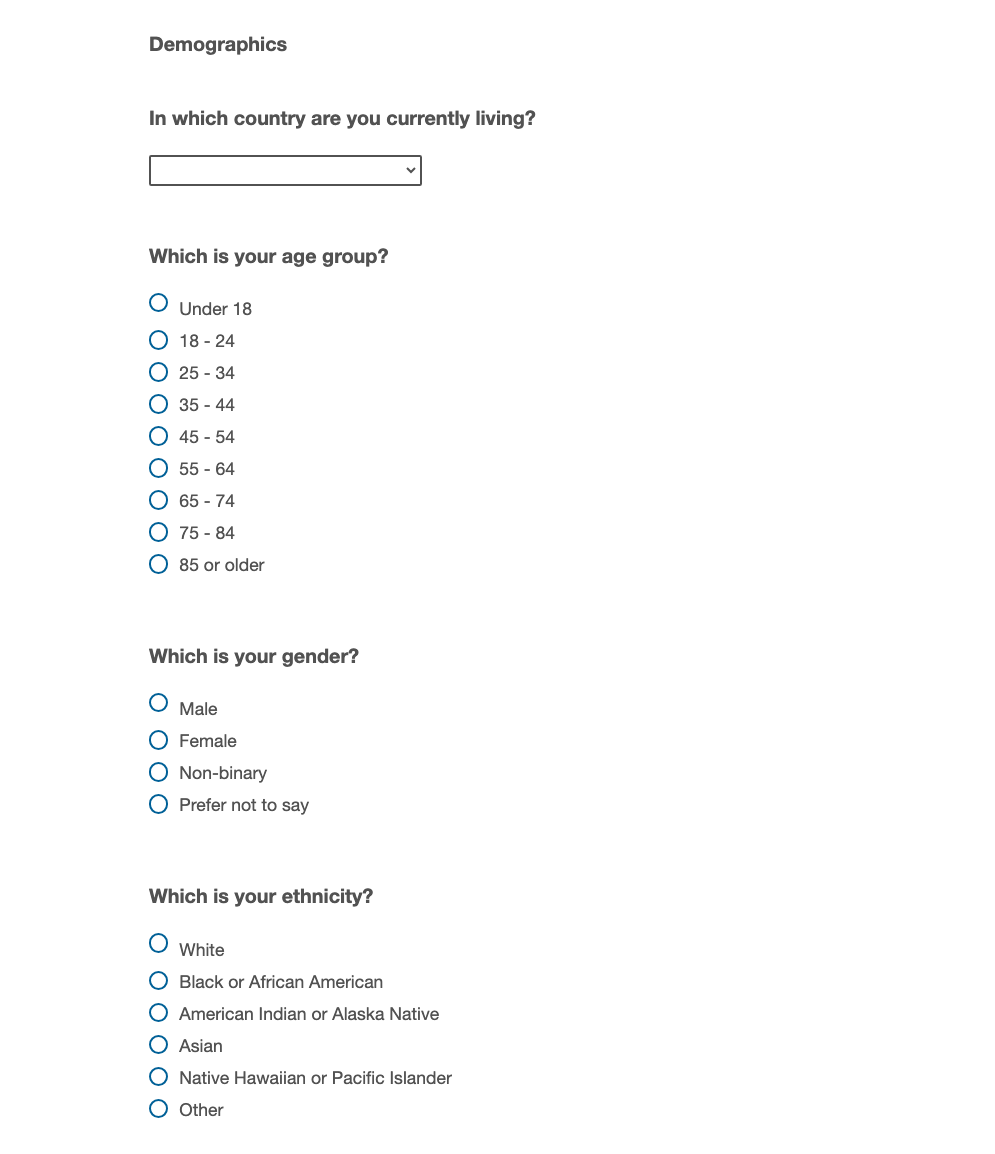 Demographics
In which country are you currently living?
Which is your age group?
Under 18
18 - 24
25 - 34
35 - 44
45 - 54
55 - 64
65 - 74
75 - 84
85 or older
Which is your gender?
Male
Female
Non-binary
Prefer not to say
Which is your ethnicity?
White
Black or African American
American Indian or Alaska Native
Asian
Native Hawaiian or Pacific Islander
Other